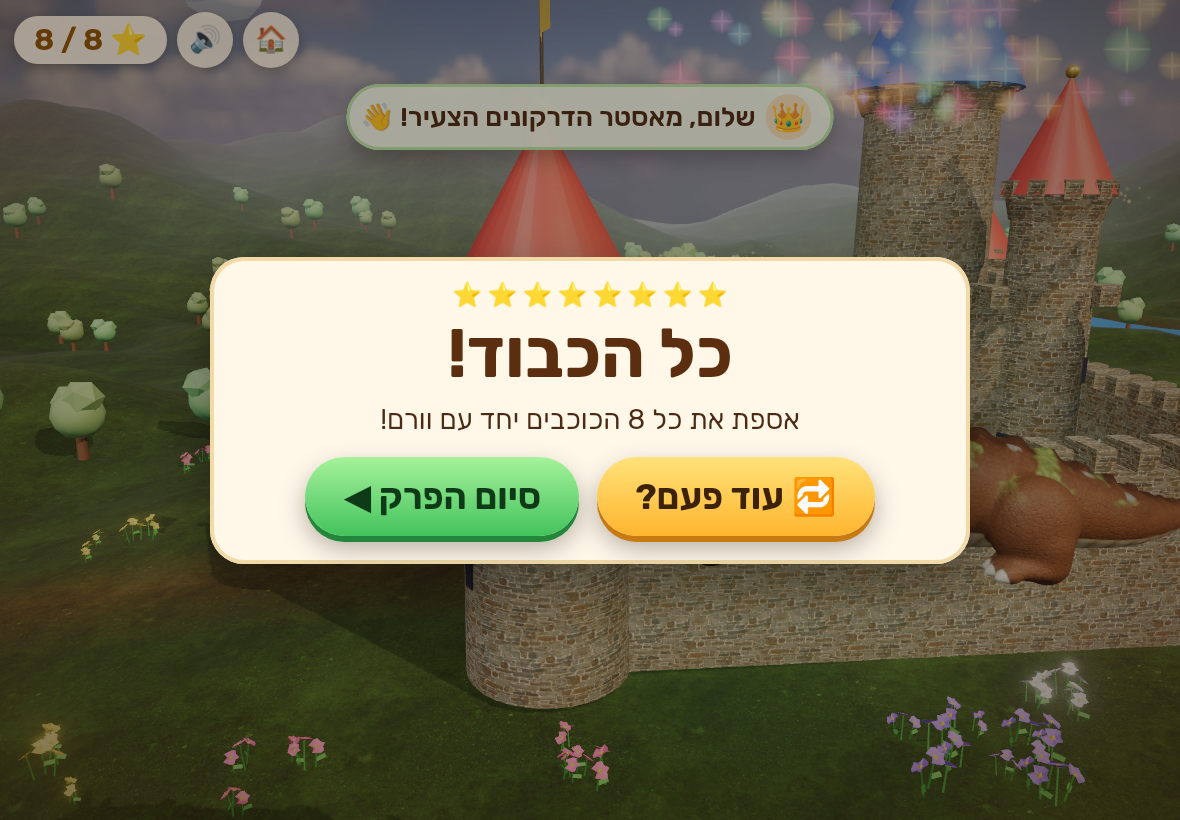 8 / 8
שלום, מאסטר הדרקונים הצעיר!
כל הכבוד!
אספת את כל 8 הכוכבים יחד עם וורם!
עוד פעם?
סיום הפרק